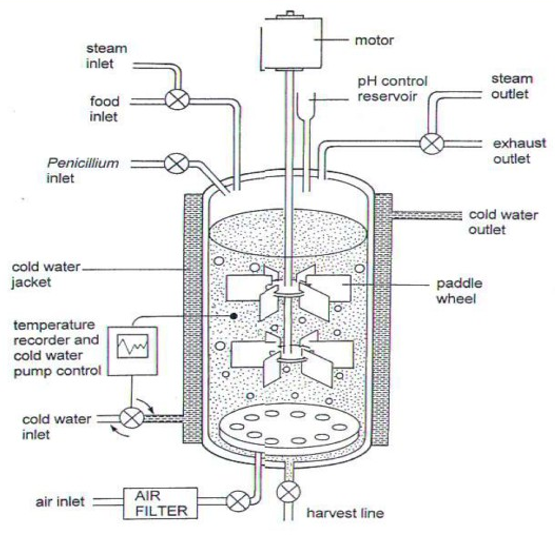 motor
steam
inlet
pH control
reservoir
steam
outlet
food
inlet
exhaust
outlet
Penicillium
inlet
cold water
outlet
cold water
jacket
paddle
wheel
temperature
recorder and
cold water
pump control
cold water
inlet
air inlet
AIR
FILTER
harvest line